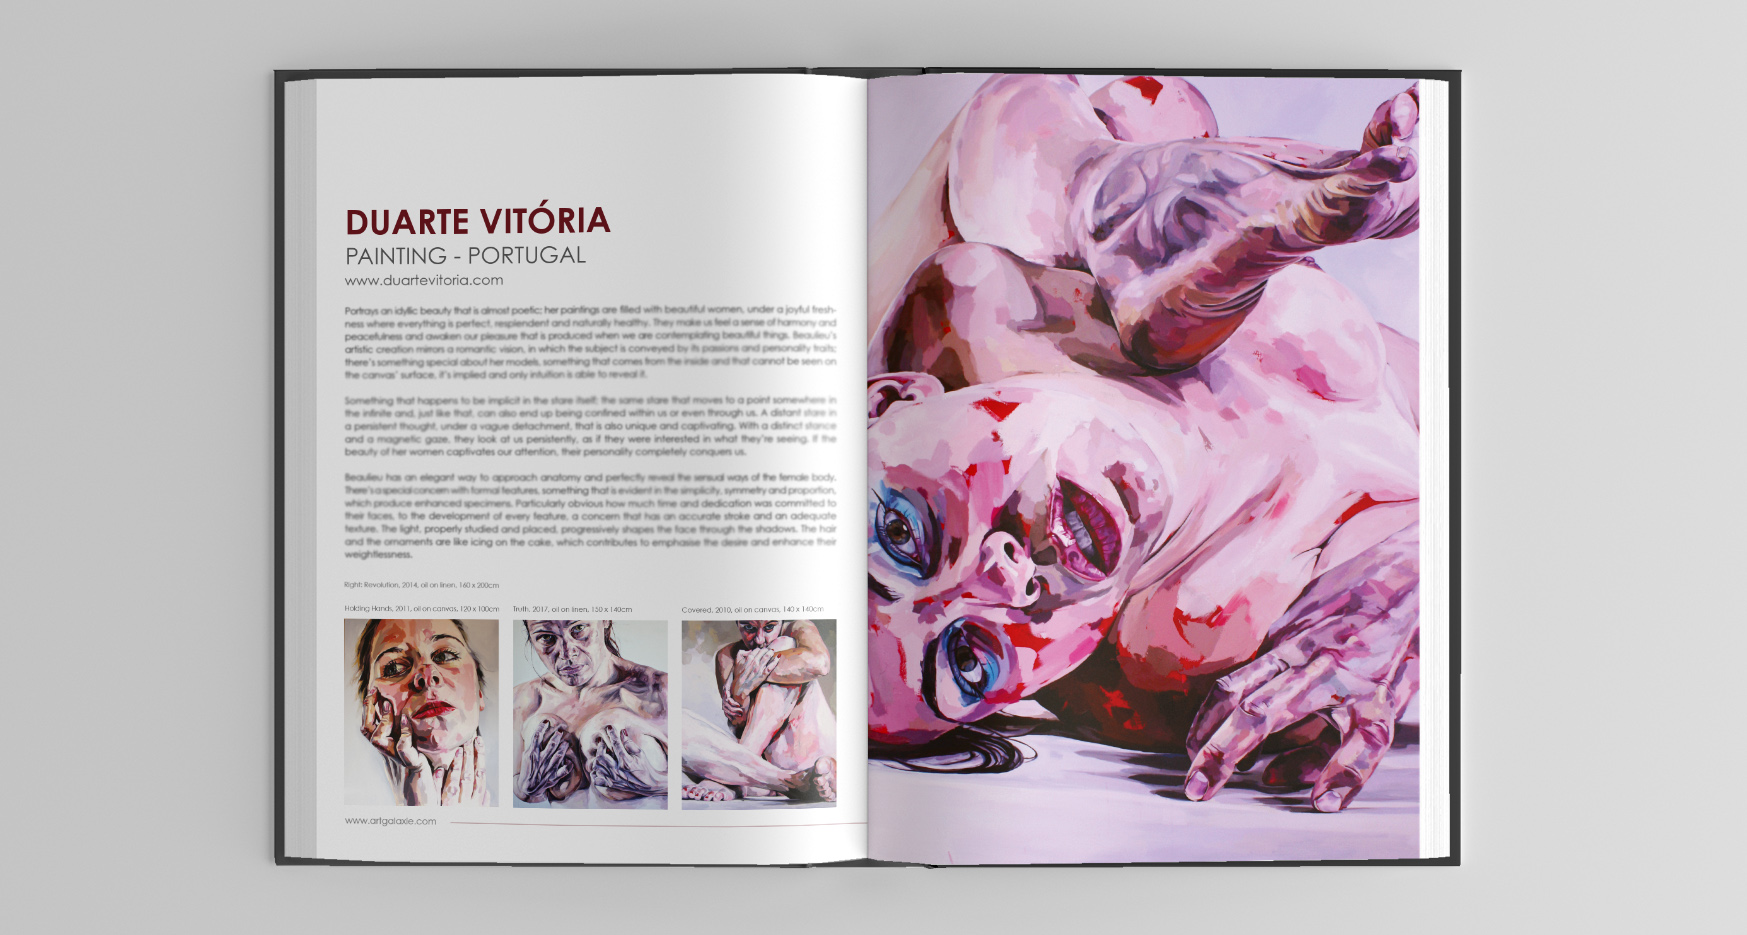 DUARTE VITÓRIA
PAINTING - PORTUGAL
www.duartevitoria.com
Portrays an idyllic beauty that is almost poetic; her paintings are filled with beautiful women, under a joyful fresh-
ness where everything is perfect, resplendent and naturally healthy. They make us feel a sense of harmony and
peacefulness and awaken our pleasure that is produced when we are contemplating beautiful things. Beaulieu's
artistic creation mirrors a romantic vision, in which the subject is conveyed by its passions and personality traits;
there's something special about her models, something that comes from the inside and that cannot be seen on
the canvas' surface, it's implied and only intuition is able to reveal it.
Something that happens to be implicit in the stare itself; the same stare that moves to a point somewhere in
the infinite and, just like that, can also end up being confined within us or even through us. A distant stare in
a persistent thought, under a vague detachment, that is also unique and captivating. With a distinct stance
and a magnetic gaze, they look at us persistently, as if they were interested in what they're seeing. If the
beauty of her women captivates our attention, their personality completely conquers us.
Beaulieu has an elegant way to approach anatomy and perfectly reveal the sensual ways of the female body.
There's a special concern with formal features, something that is evident in the simplicity, symmetry and proportion,
which produce enhanced specimens. Particularly obvious how much time and dedication was committed to
their faces, to the development of every feature, a concern that has an accurate stroke and an adequate
texture. The light, properly studied and placed, progressively shapes the face through the shadows. The hair
and the ornaments are like icing on the cake, which contributes to emphasise the desire and enhance their
weightlessness.
Right: Revolution, 2014, oil on linen, 160 x 200cm
Holding Hands, 2011, oil on canvas, 120 x 100cm
Truth, 2017, oil on linen, 150 x 140cm
Covered, 2010, oil on canvas, 140 x 140cm
www.artgalaxie.com